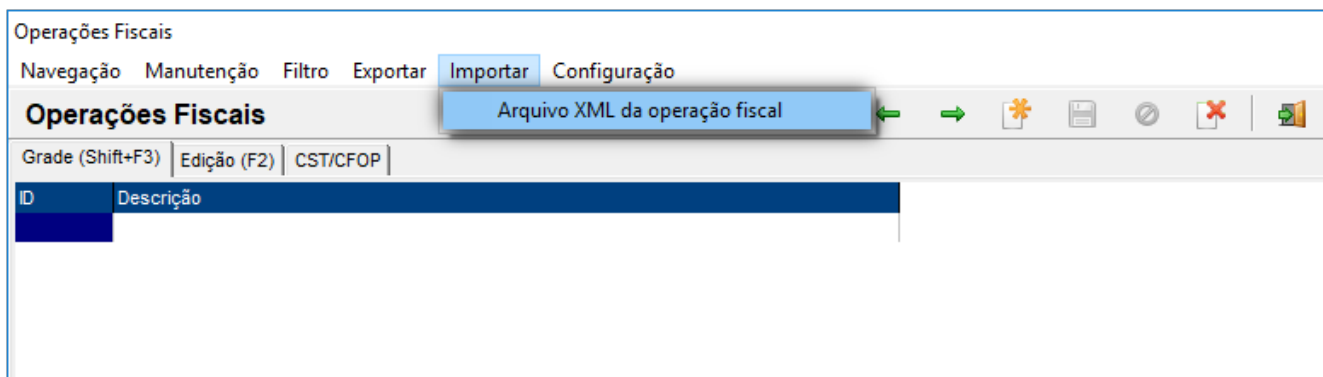 Operações Fiscais
Navegação Manutenção Filtro Exportar Importar Configuração
Operações Fiscais
Arquivo XML da operação fiscal
Grade (Shift+F3) Edição (F2) CST/CFOP
ID Descrição